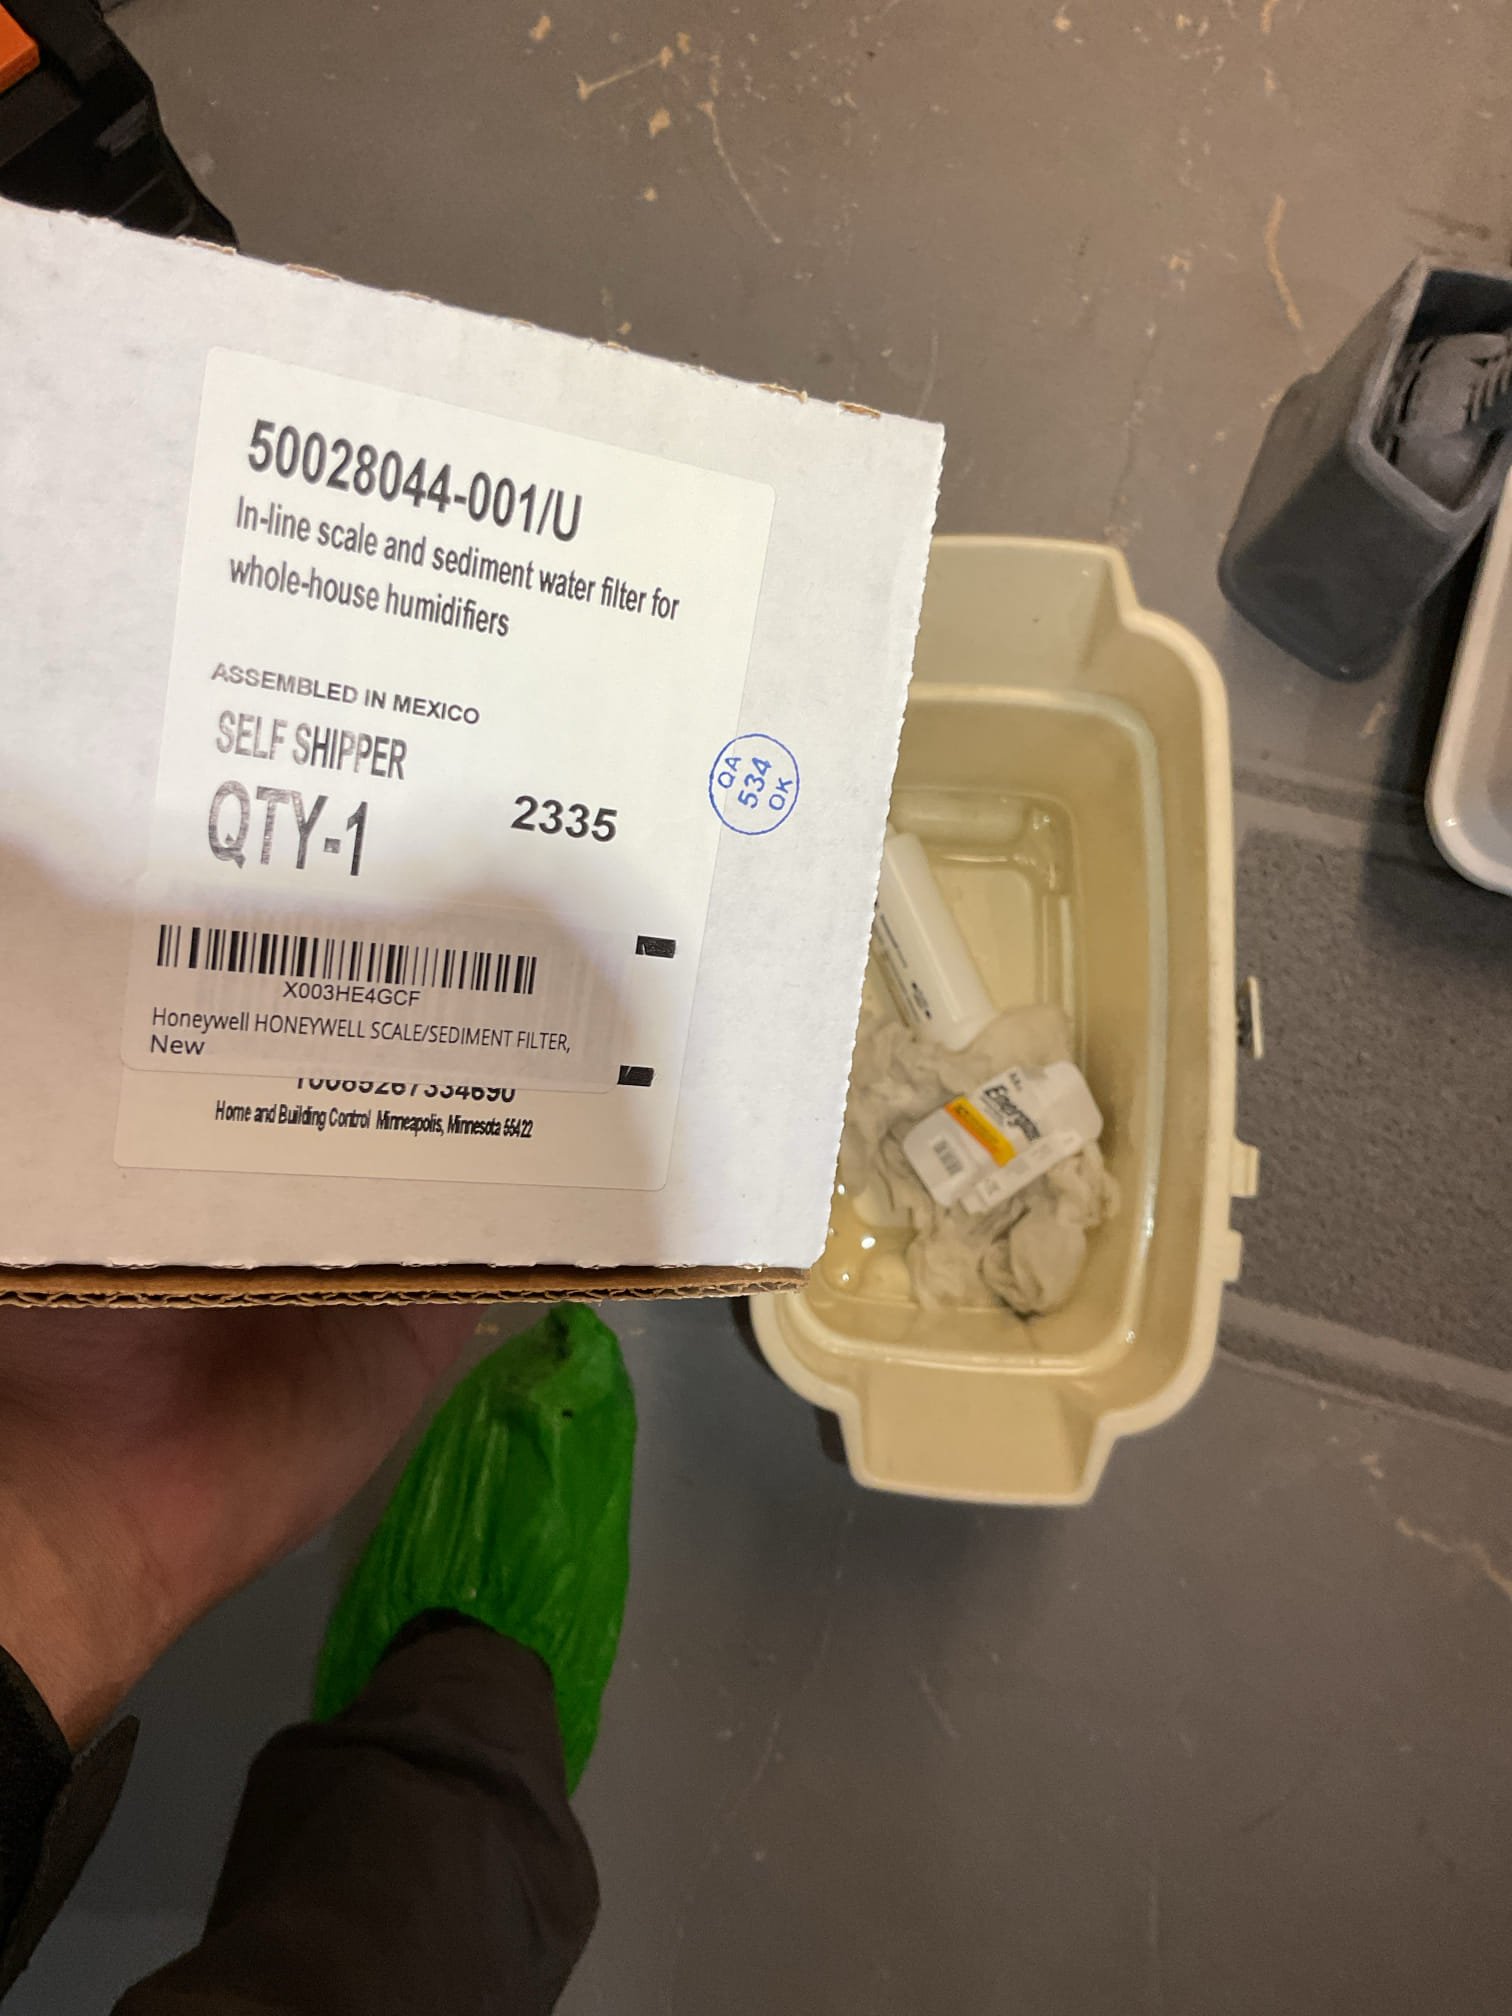 50028044-001/U
In-line scale and sediment water filter for
whole-house humidifiers
ASSEMBLED IN MEXICO
SELF SHIPPER
QTY-1
2335
QA
534
OK
X003HE4GCF
Honeywell HONEYWELL SCALE/SEDIMENT FILTER,
New
10085267334690
Home and Building Control Minneapolis, Minnesota 55422